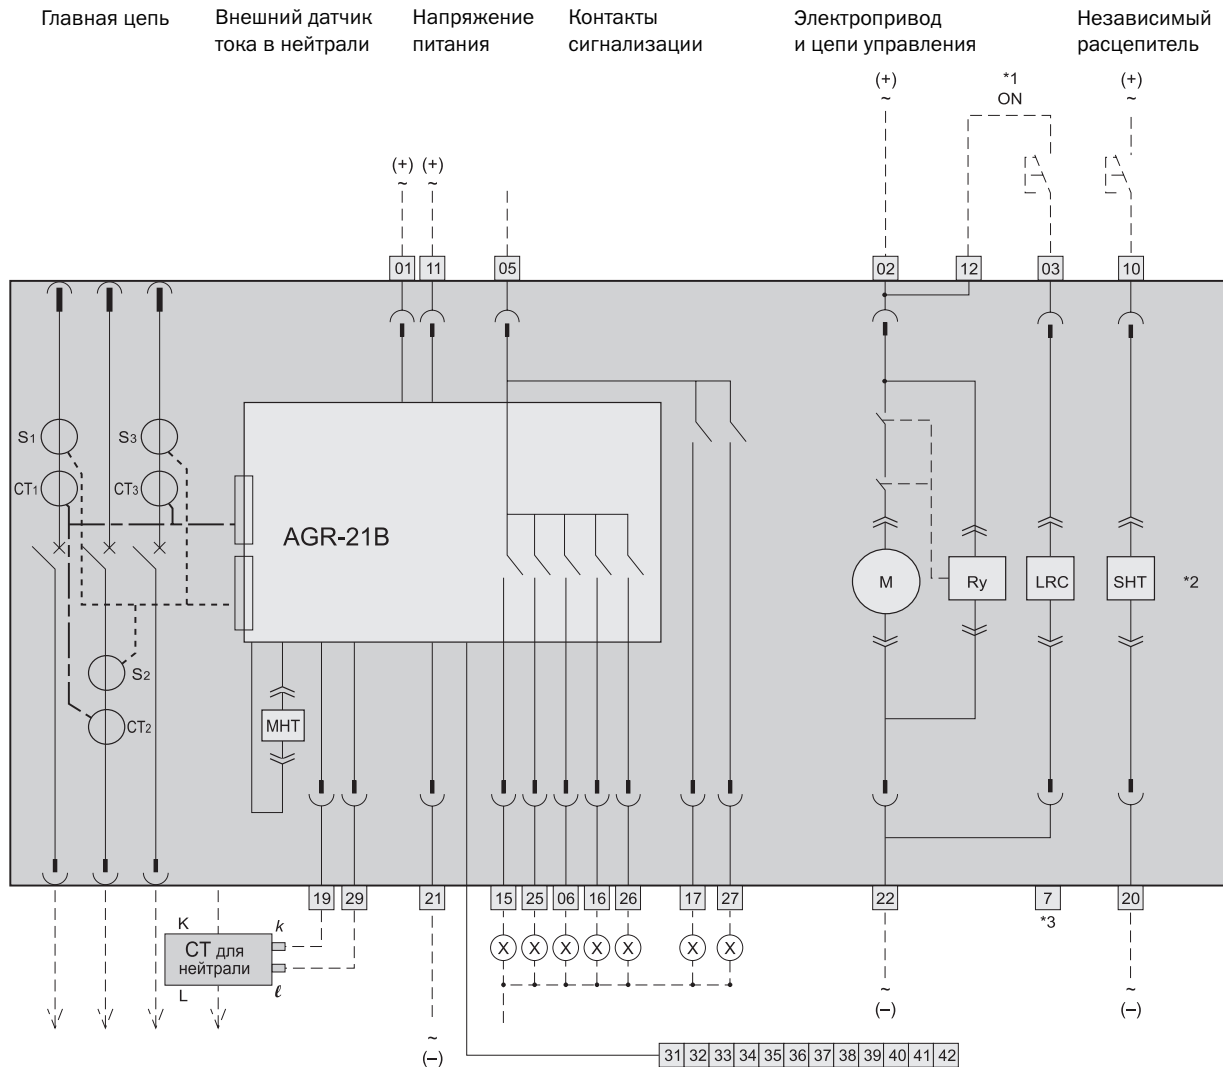 Главная цепь
Внешний датчик
тока в нейтрали
Напряжение
питания
Контакты
сигнализации
Электропривод
и цепи управления
Независимый
расцепитель
(+)
~
*1
ON
(+)
~
(+) (+)
~ ~
01 11 05 02 12 03 10
S1 S3
CT1 CT3
AGR-21B
M Ry LRC SHT *2
S2
CT2
MHT
19 29 21 15 25 06 16 26 17 27 22 7 20
*3
K k
CT для
нейтрали
L ℓ
X X X X X X X
~
(–)
~
(–)
~
(–)
31 32 33 34 35 36 37 38 39 40 41 42